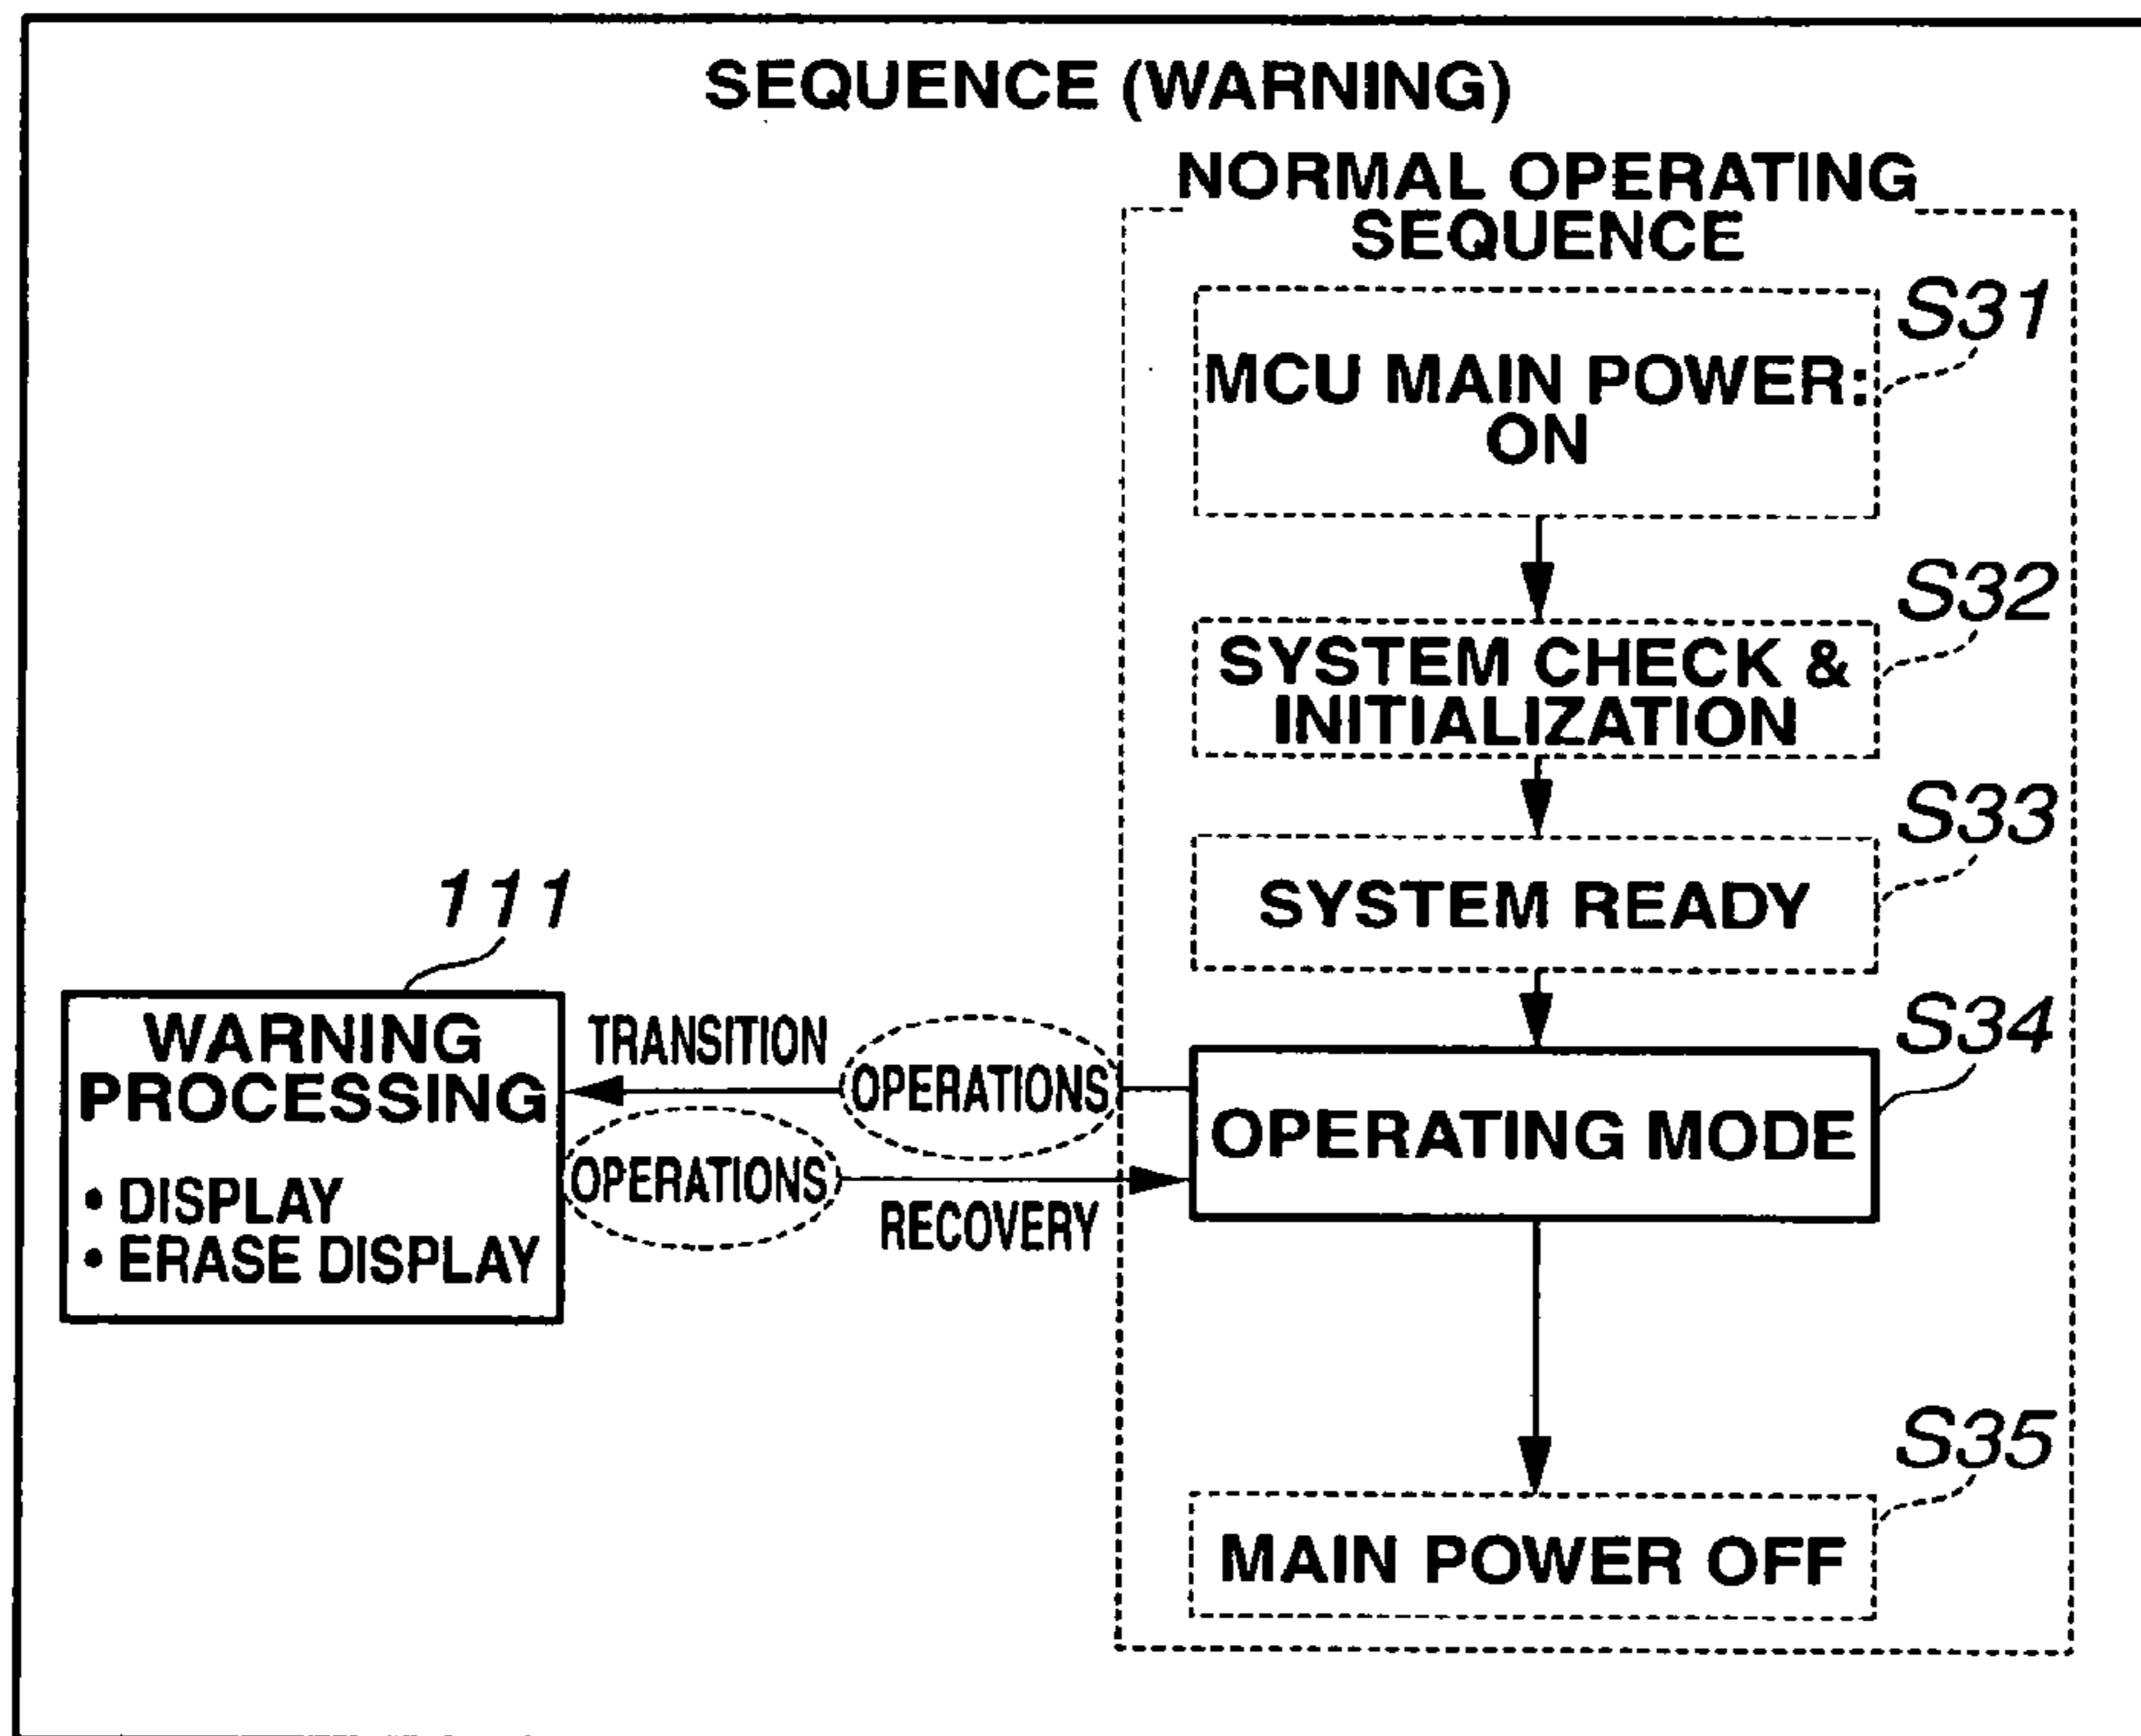 SEQUENCE (WARNING)
NORMAL OPERATING
SEQUENCE
S31
MCU MAIN POWER:
ON
S32
SYSTEM CHECK &
INITIALIZATION
S33
SYSTEM READY
111
S34
WARNING
PROCESSING
• DISPLAY
• ERASE DISPLAY
TRANSITION
OPERATIONS
OPERATIONS
RECOVERY
OPERATING MODE
S35
MAIN POWER OFF